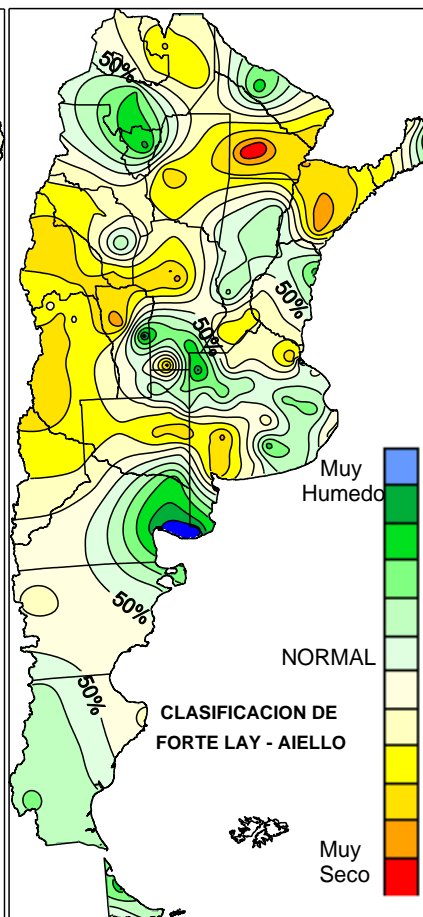 50%
50%
50%
50%
50%
50%
Muy
Humedo
NORMAL
CLASIFICACION DE
FORTE LAY - AIELLO
Muy
Seco